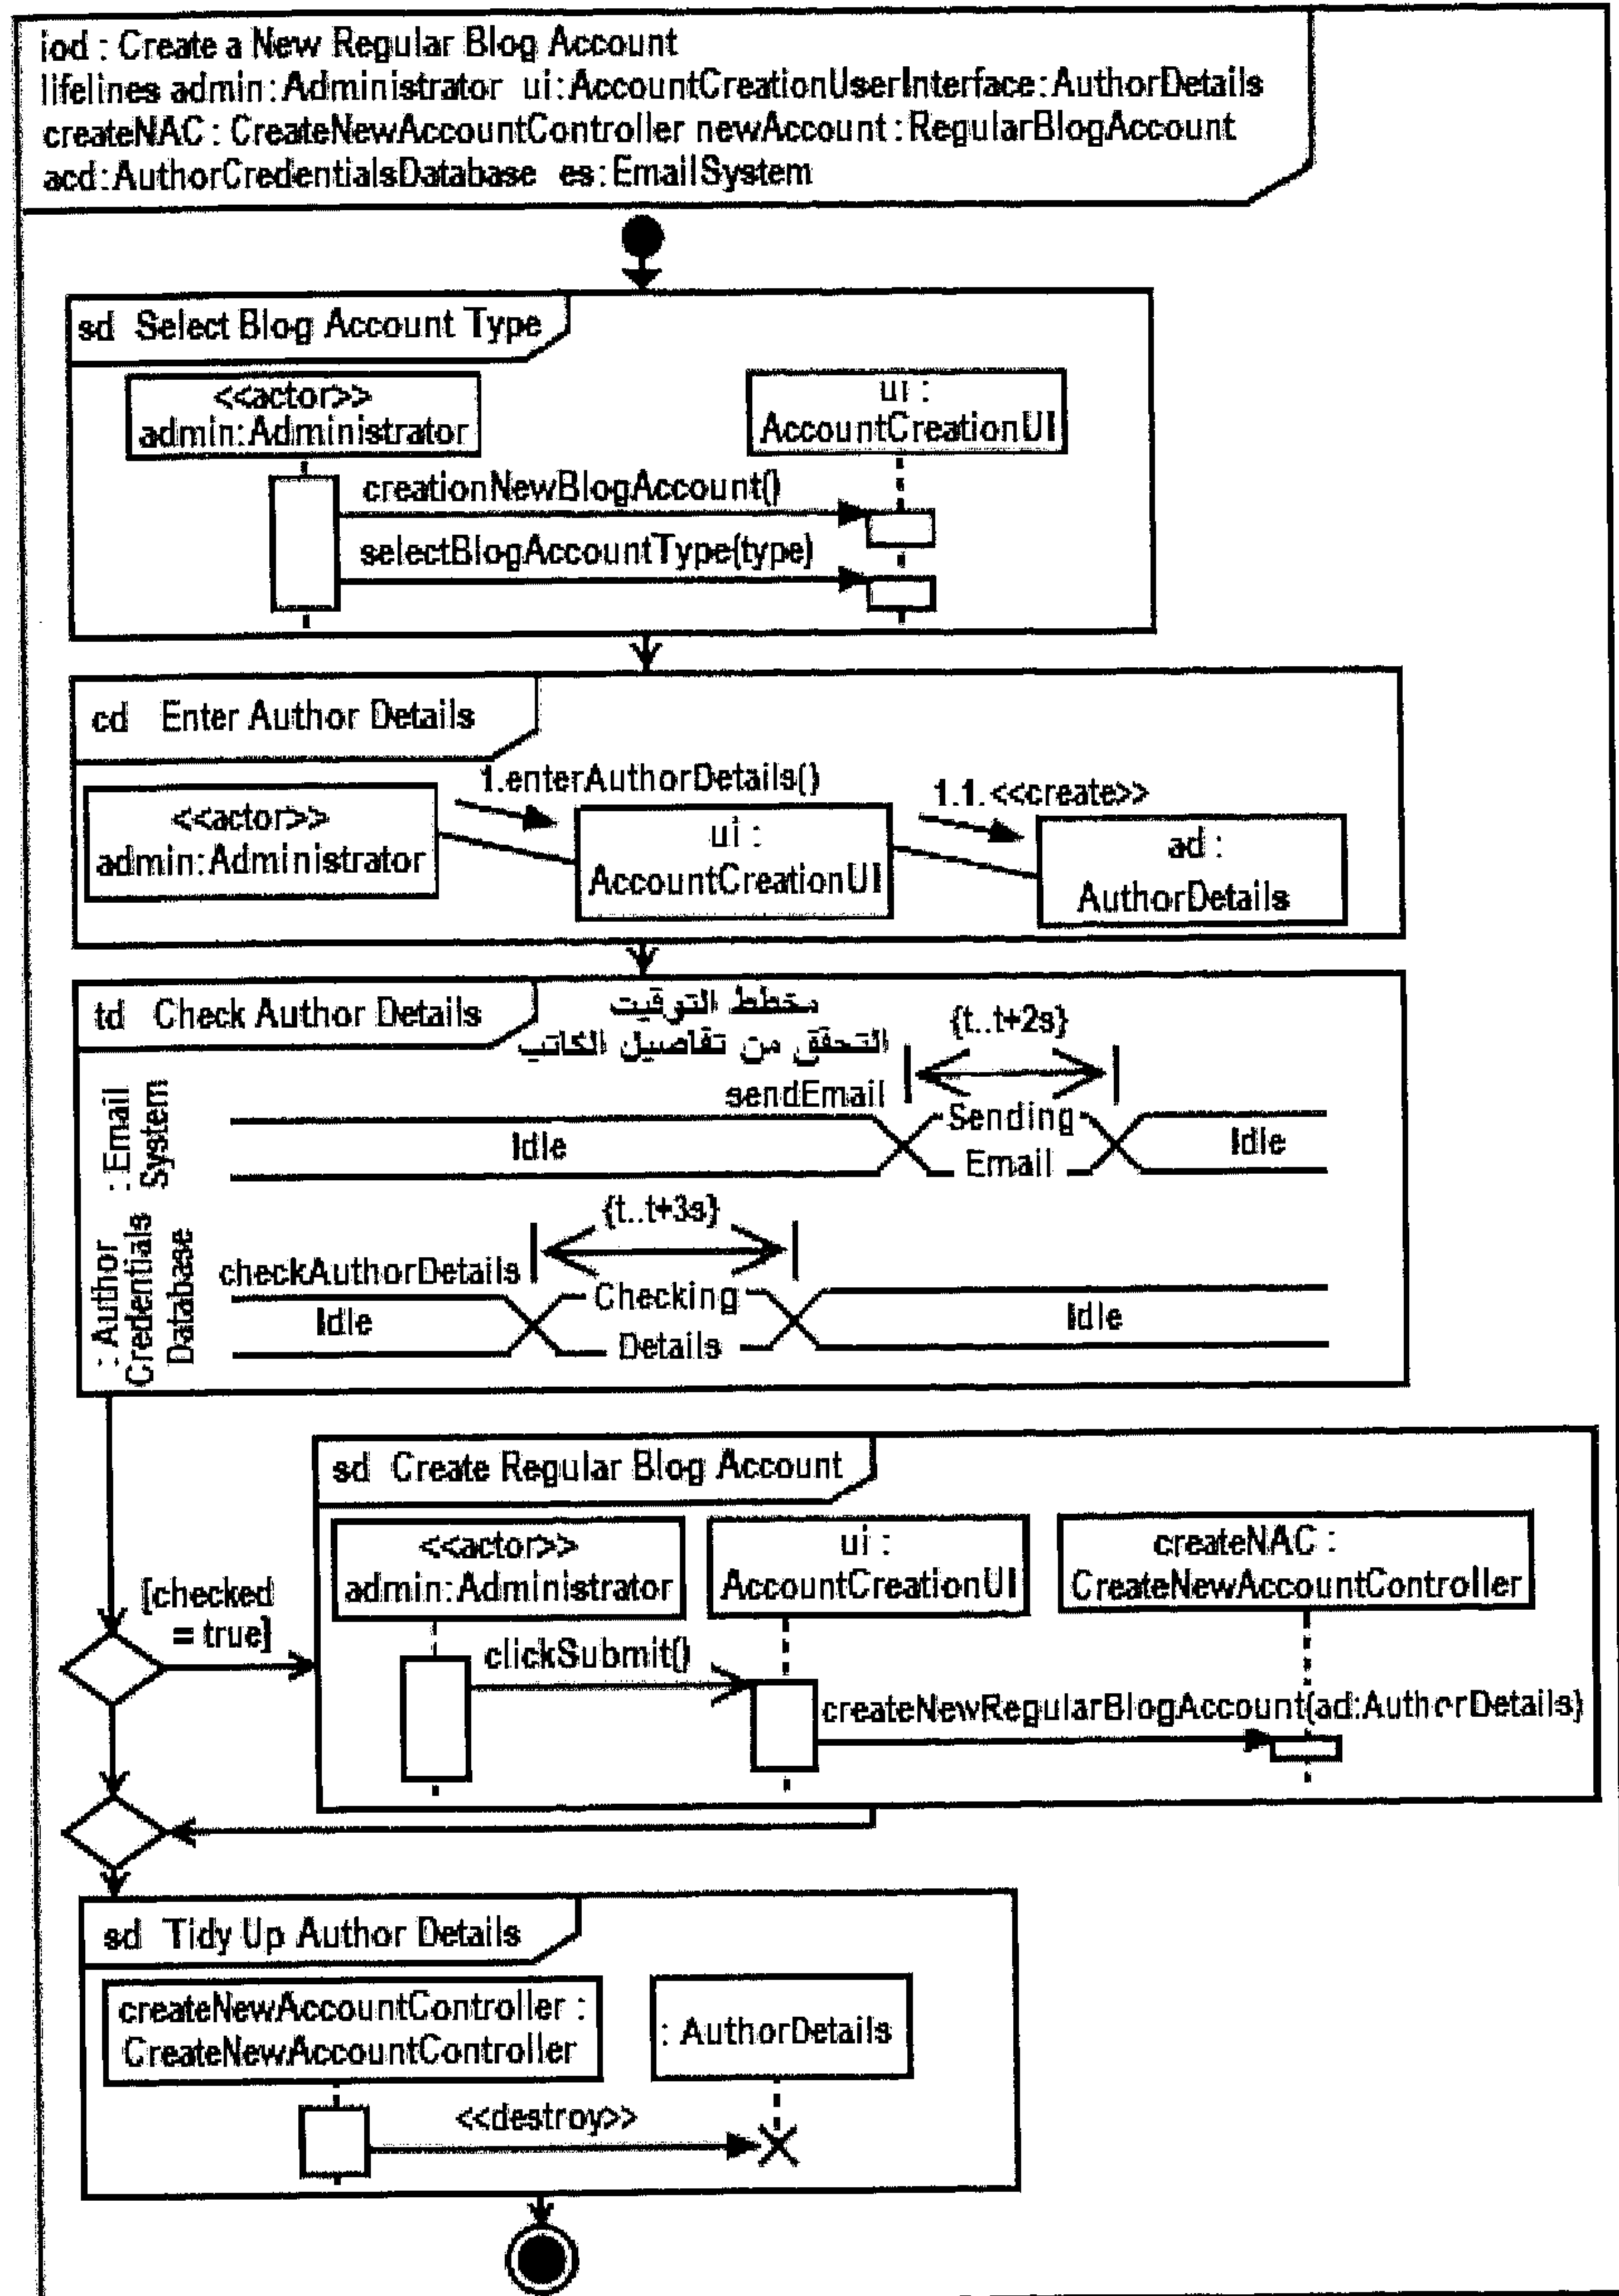 iod : Create a New Regular Blog Account
lifelines admin:Administrator ui:AccountCreationUserInterface:AuthorDetails
createNAC : CreateNewAccountController newAccount:RegularBlogAccount
acd:AuthorCredentialsDatabase es:EmailSystem
sd Select Blog Account Type
<<actor>>
admin:Administrator
ui :
AccountCreationUI
creationNewBlogAccount()
selectBlogAccountType(type)
cd Enter Author Details
1.enterAuthorDetails()
1.1.<<create>>
<<actor>>
admin:Administrator
ui :
AccountCreationUI
ad :
AuthorDetails
td Check Author Details
مخطط التوقيت
التحقق من تفاصيل الكاتب
{t..t+2s}
: Email
System
sendEmail
Idle
Sending
Email
Idle
: Author
Credentials
Database
{t..t+3s}
checkAuthorDetails
Idle
Checking
Details
Idle
sd Create Regular Blog Account
<<actor>>
admin:Administrator
ui :
AccountCreationUI
createNAC :
CreateNewAccountController
[checked
= true]
clickSubmit()
createNewRegularBlogAccount(ad:AuthorDetails)
sd Tidy Up Author Details
createNewAccountController :
CreateNewAccountController
: AuthorDetails
<<destroy>>